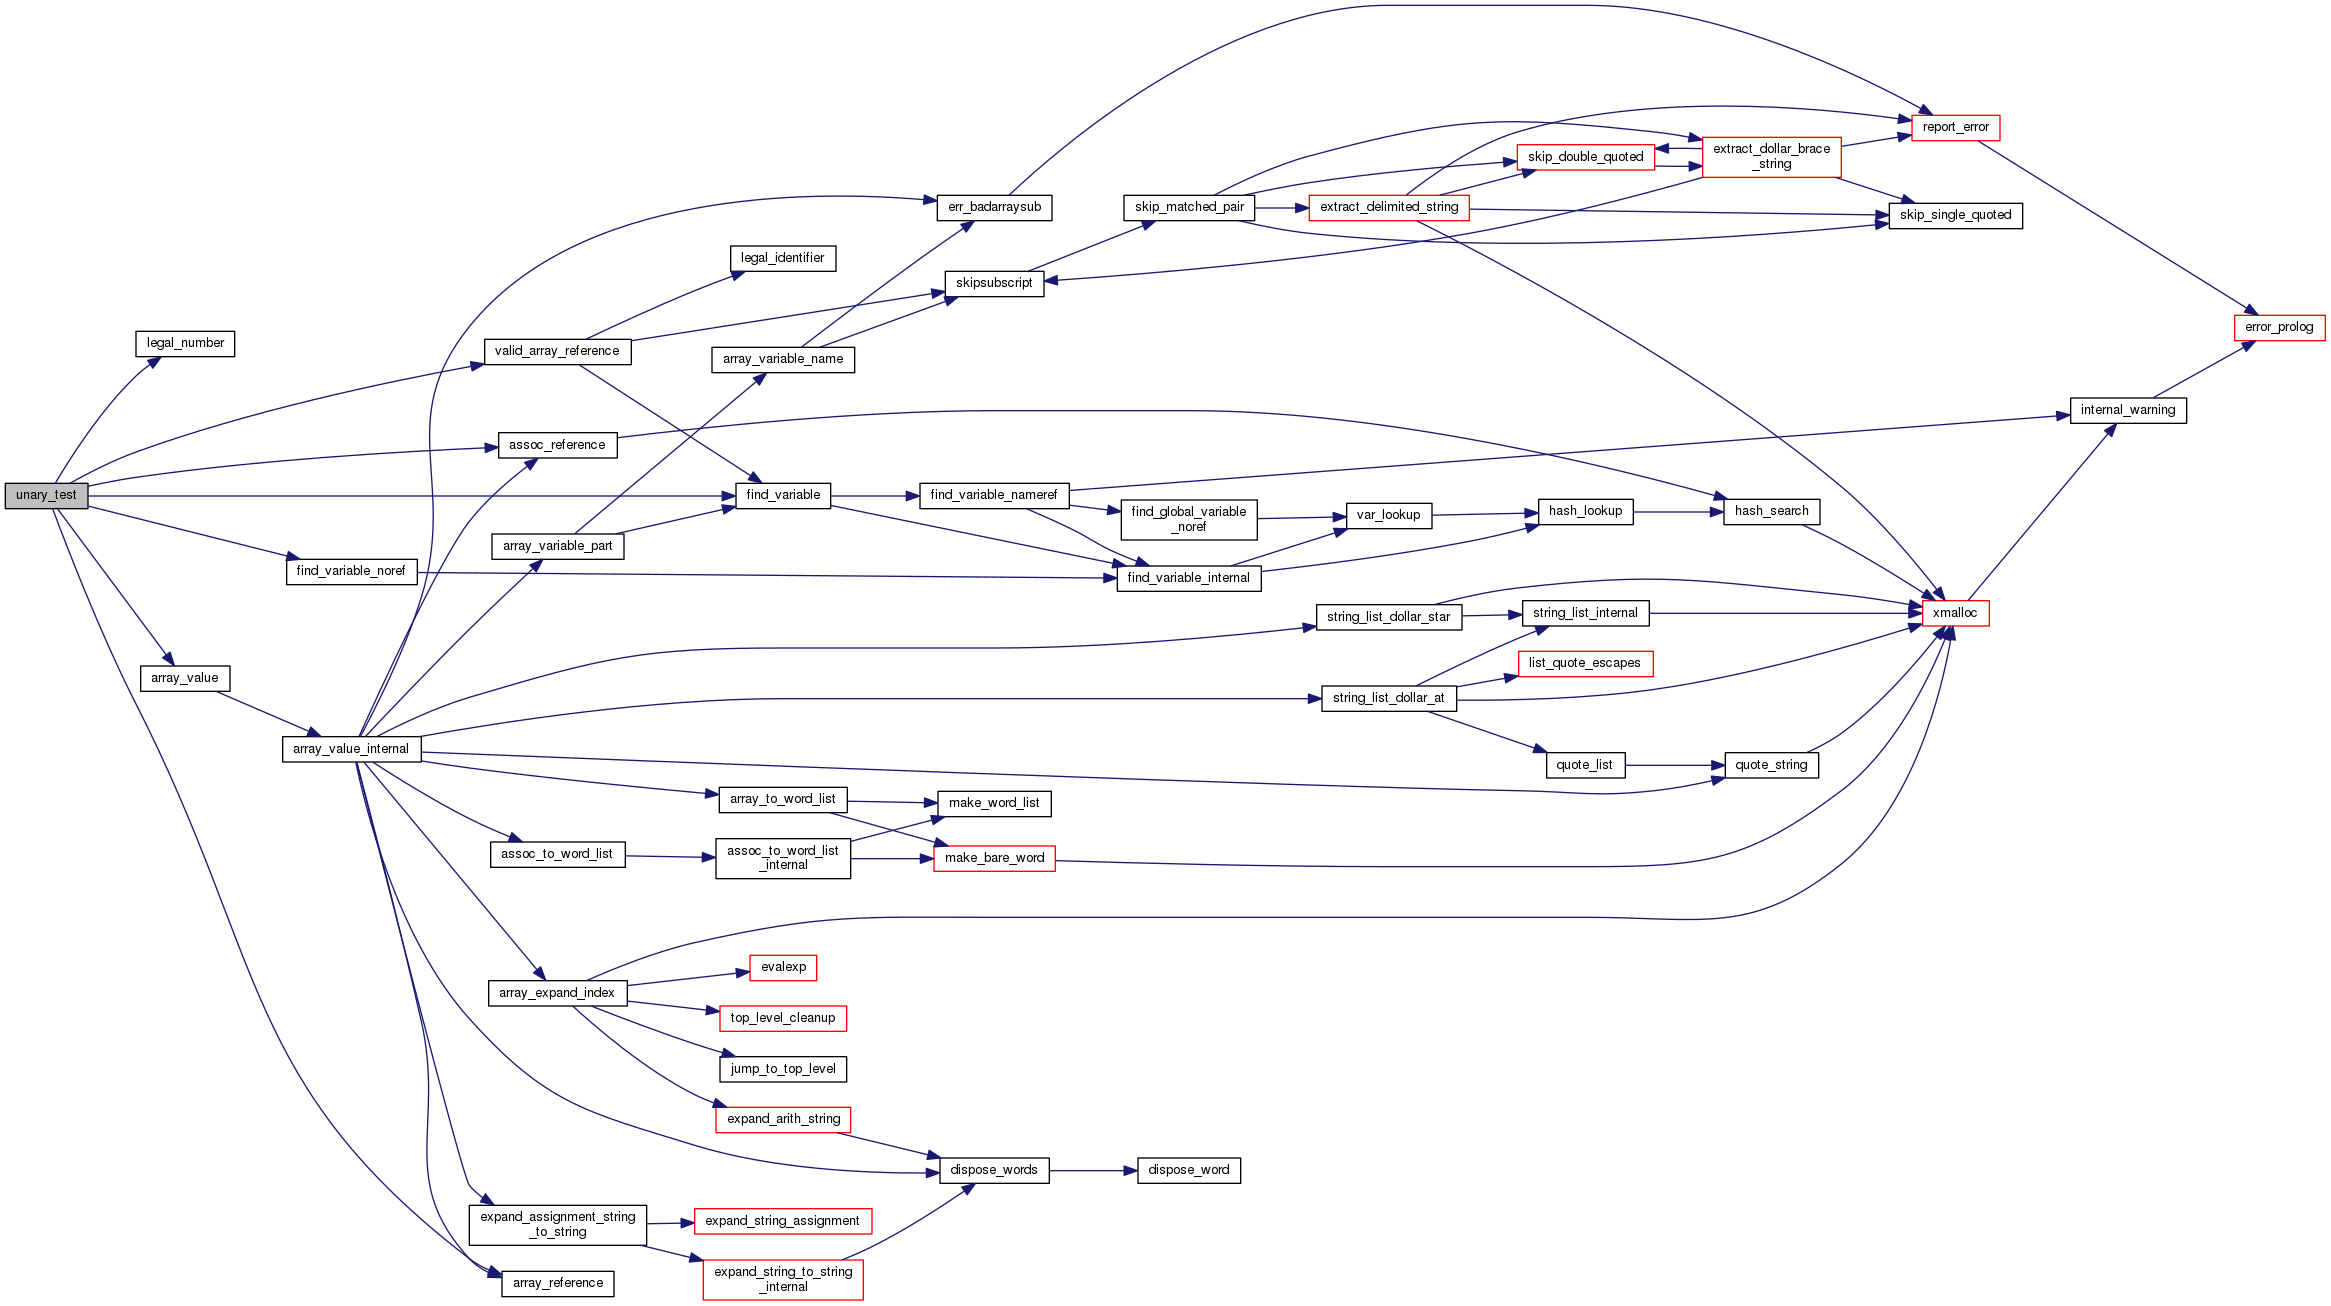 unary_test
legal_number
valid_array_reference
assoc_reference
find_variable_noref
array_value
array_value_internal
legal_identifier
array_variable_name
array_variable_part
find_variable
err_badarraysub
skipsubscript
find_variable_nameref
find_global_variable
_noref
find_variable_internal
var_lookup
hash_lookup
hash_search
skip_matched_pair
extract_delimited_string
skip_double_quoted
extract_dollar_brace
_string
report_error
skip_single_quoted
error_prolog
internal_warning
xmalloc
string_list_dollar_star
string_list_internal
list_quote_escapes
string_list_dollar_at
quote_list
quote_string
array_to_word_list
make_word_list
assoc_to_word_list
assoc_to_word_list
_internal
make_bare_word
array_expand_index
evalexp
top_level_cleanup
jump_to_top_level
expand_arith_string
dispose_words
dispose_word
expand_assignment_string
_to_string
expand_string_assignment
expand_string_to_string
_internal
array_reference